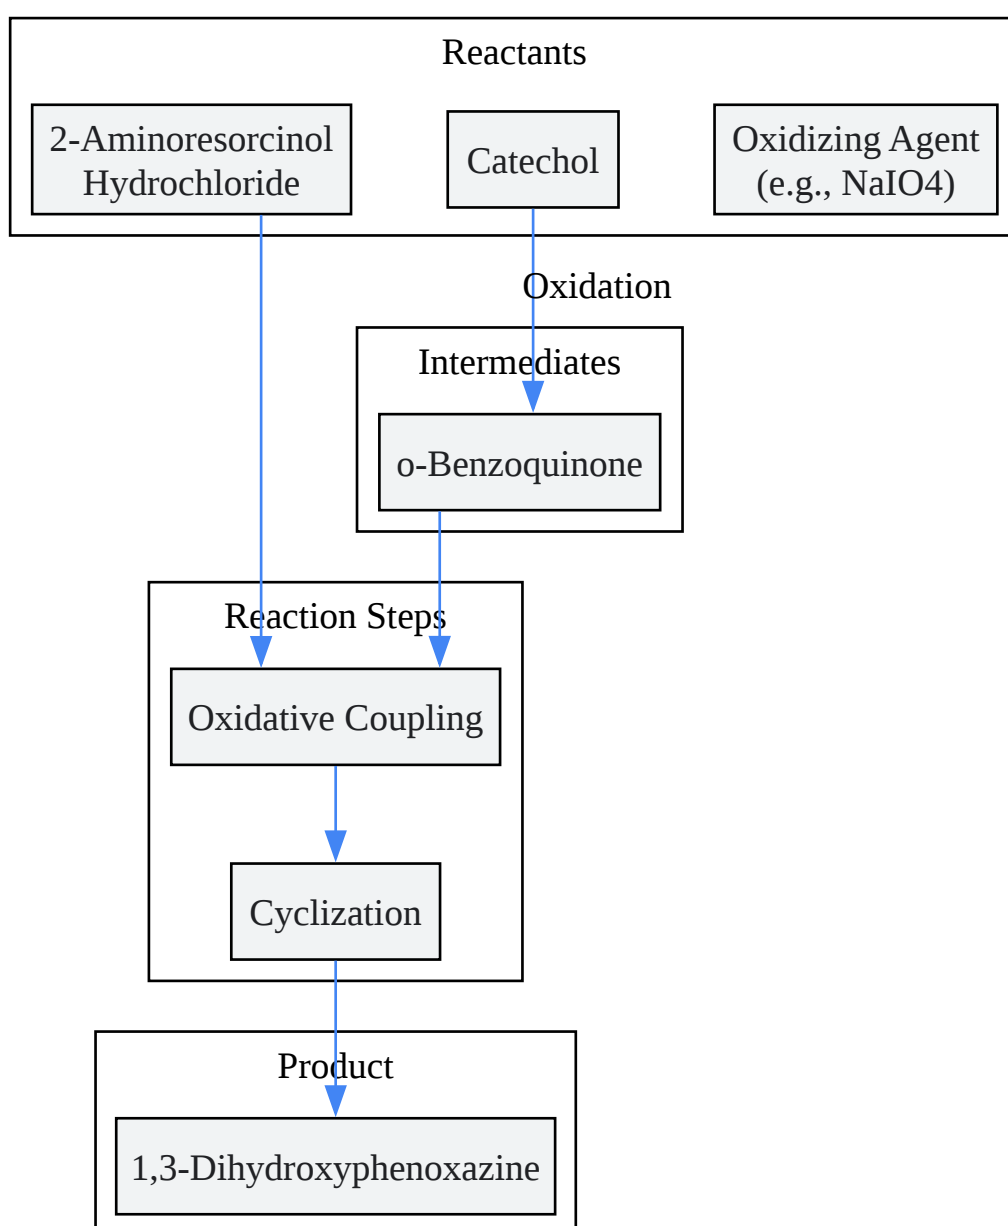 Reactants
2-Aminoresorcinol
Hydrochloride
Catechol
Oxidizing Agent
(e.g., NaIO4)
Oxidation
Intermediates
o-Benzoquinone
Reaction Steps
Oxidative Coupling
Cyclization
Product
1,3-Dihydroxyphenoxazine